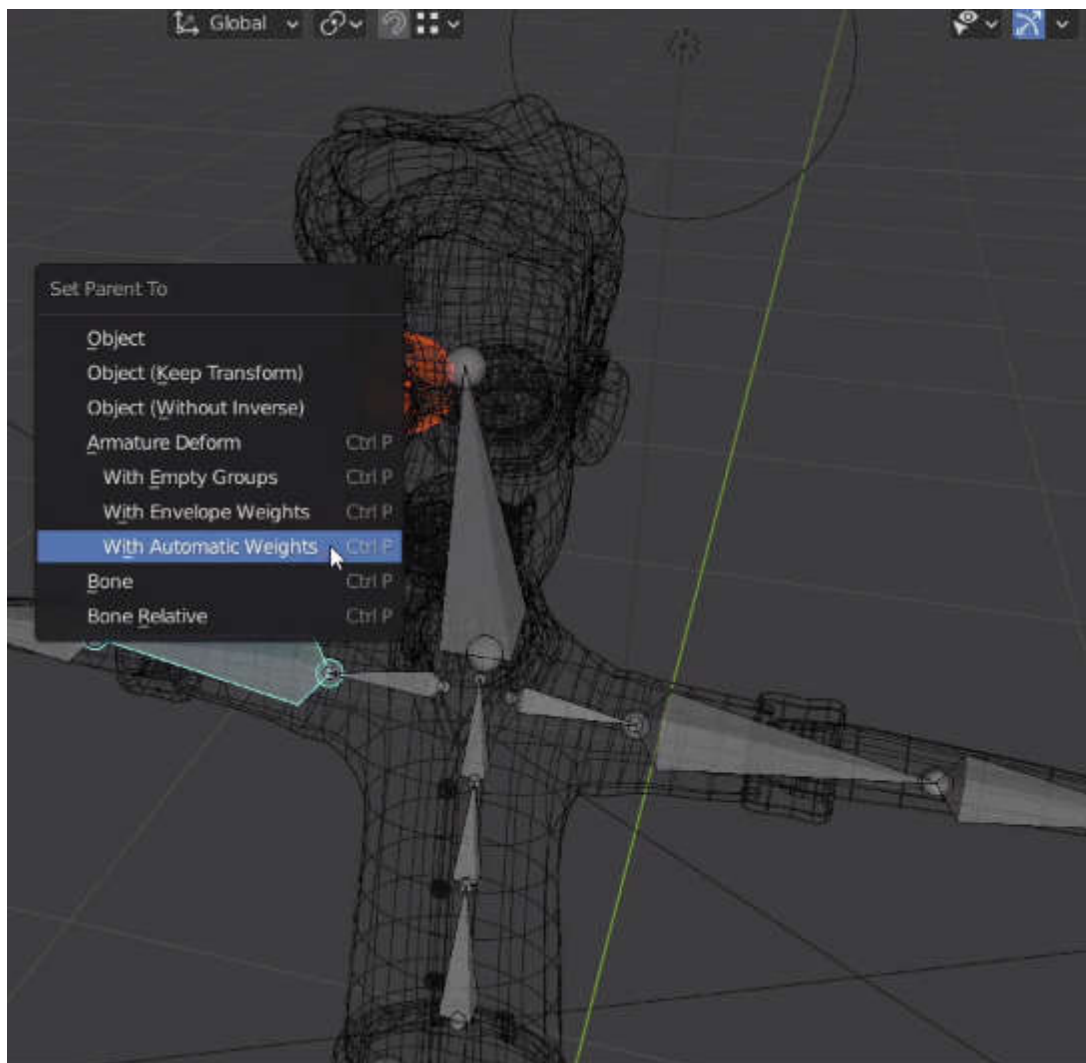 Global
Set Parent To
Object
Object (Keep Transform)
Object (Without Inverse)
Armature Deform Ctrl P
With Empty Groups Ctrl P
With Envelope Weights Ctrl P
With Automatic Weights Ctrl P
Bone Ctrl P
Bone Relative Ctrl P